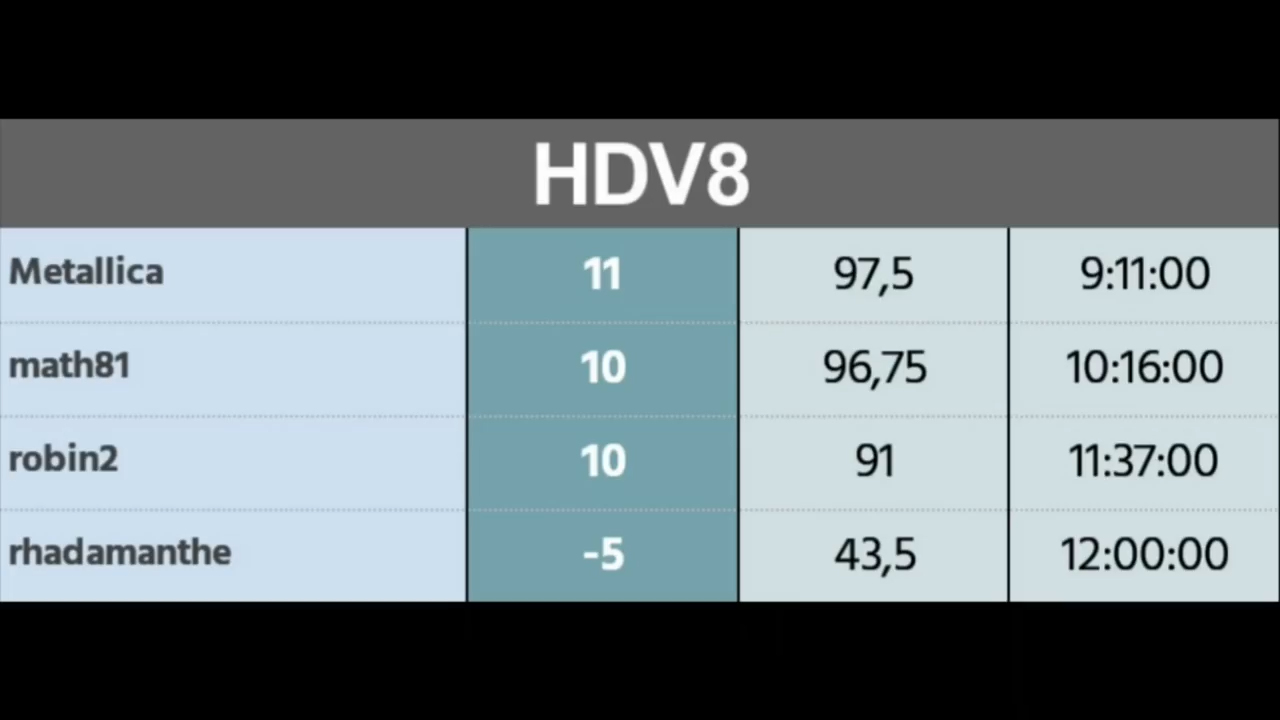 HDV8
Metallica 11 97,5 9:11:00
math81 10 96,75 10:16:00
robin2 10 91 11:37:00
rhadamanthe -5 43,5 12:00:00